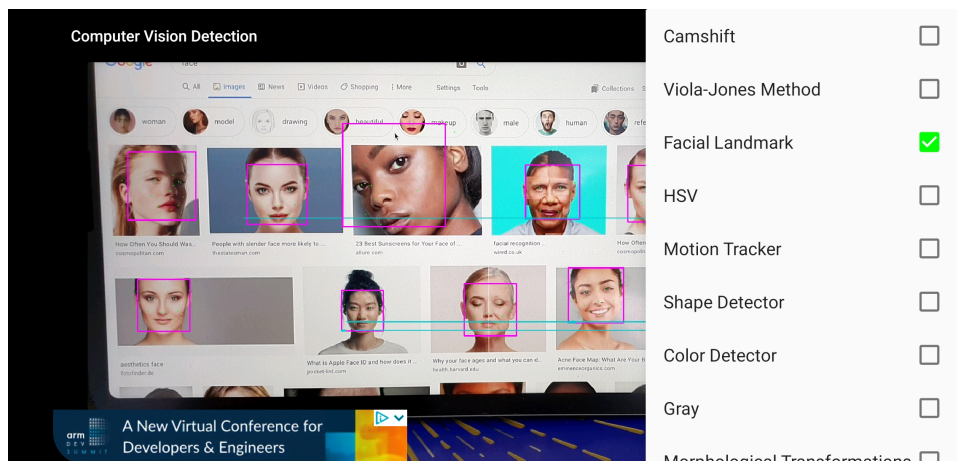 Computer Vision Detection
Google
face
All
Images
News
Videos
Shopping
More
Settings
Tools
Collections
woman
model
drawing
beautiful
makeup
male
human
How Often You Should Was...
cosmopolitan.com
People with slender face more likely to ...
thestatesman.com
23 Best Sunscreens for Your Face of ...
allure.com
facial recognition ...
wired.co.uk
How Often
cosmopolit
aesthetics face
What is Apple Face ID and how does it ...
pocket-lint.com
Why your face ages and what you can d...
health.harvard.edu
Acne Face Map: What Are Your B
eminenceorganics.com
arm
DEV
SUMMIT
A New Virtual Conference for
Developers & Engineers
Camshift
Viola-Jones Method
Facial Landmark
HSV
Motion Tracker
Shape Detector
Color Detector
Gray
Morphological Transformations